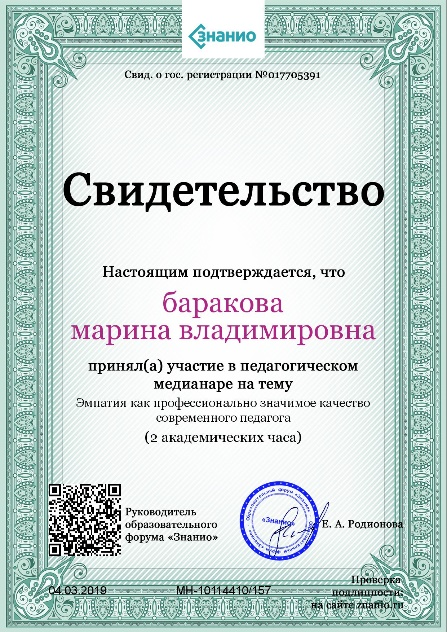 Знанио
Свид. о гос. регистрации №017705391
Свидетельство
Настоящим подтверждается, что
баракова
марина владимировна
принял(а) участие в педагогическом
медианаре на тему
Эмпатия как профессионально значимое качество
современного педагога
(2 академических часа)
Руководитель
образовательного
форума «Знанио»
«Знанио»
Е. А. Родионова
04.03.2019
МН-10114410/157
Проверка
подлинности:
на сайте znanio.ru